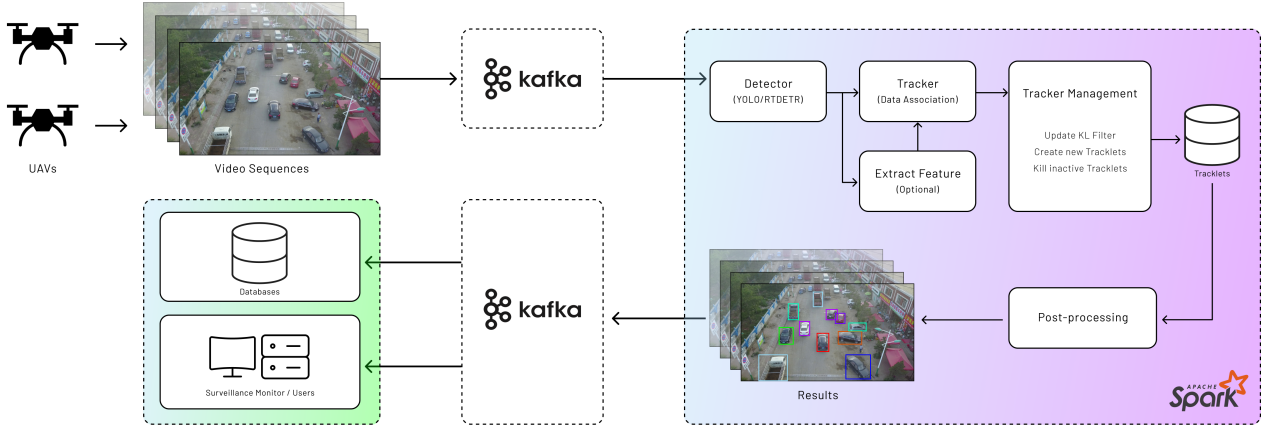 UAVs
Video Sequences
kafka
Detector
(YOLO/RTDETR)
Tracker
(Data Association)
Extract Feature
(Optional)
Tracker Management
Update KL Filter
Create new Tracklets
Kill inactive Tracklets
Tracklets
Post-processing
Results
APACHE
Spark
kafka
Databases
Surveillance Monitor / Users